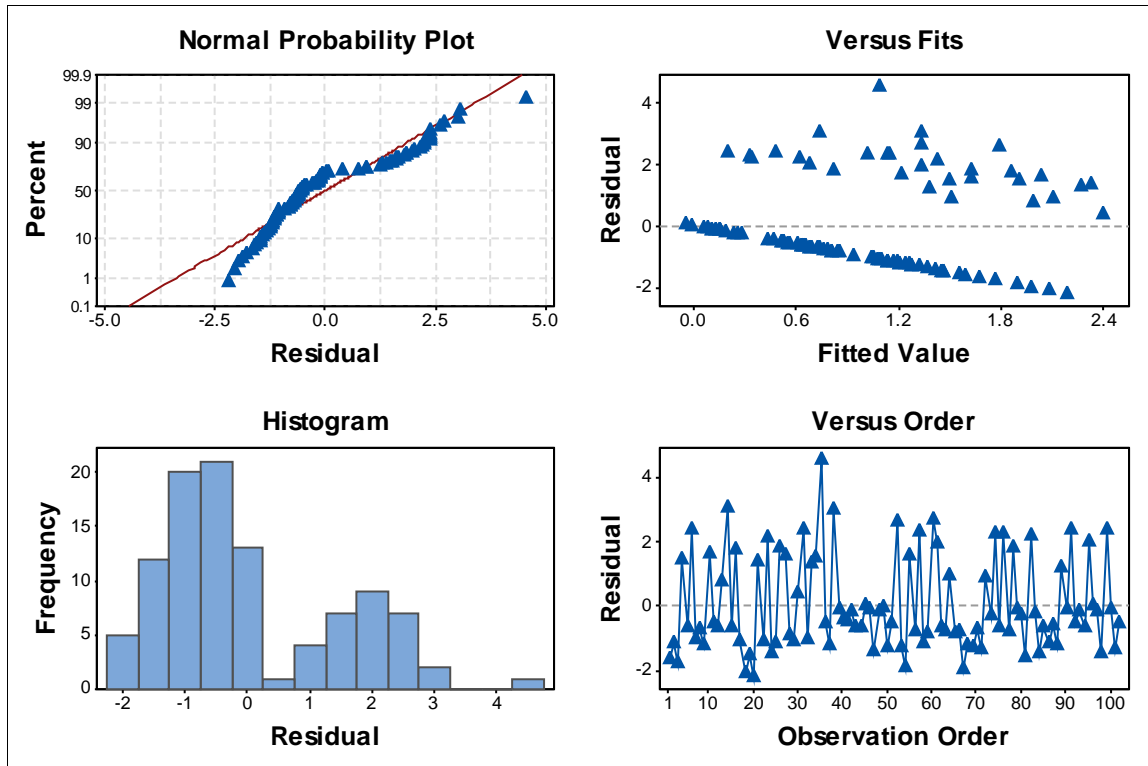 Normal Probability Plot
Percent
99.9
99
90
50
10
1
0.1
-5.0 -2.5 0.0 2.5 5.0
Residual
Versus Fits
Residual
4
2
0
-2
0.0 0.6 1.2 1.8 2.4
Fitted Value
Histogram
Frequency
20
15
10
5
0
-2 -1 0 1 2 3 4
Residual
Versus Order
Residual
4
2
0
-2
1 10 20 30 40 50 60 70 80 90 100
Observation Order